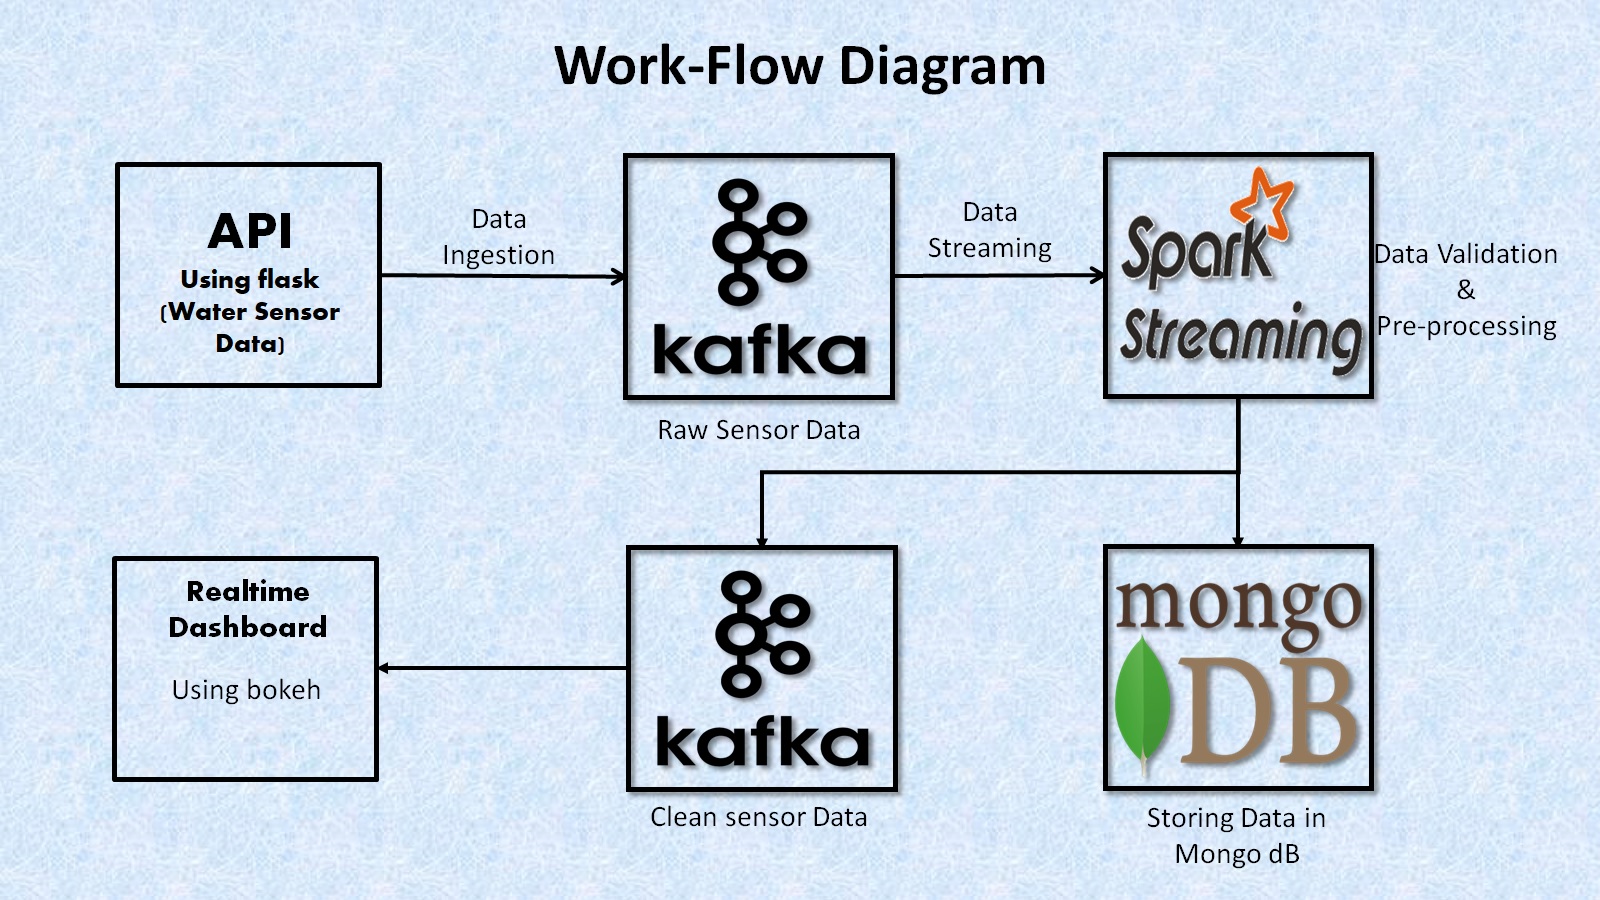 Work-Flow Diagram
API
Using flask
(Water Sensor
Data)
Data
Ingestion
kafka
Raw Sensor Data
Data
Streaming
Spark
Streaming
Data Validation
&
Pre-processing
Realtime
Dashboard
Using bokeh
kafka
Clean sensor Data
mongo
DB
Storing Data in
Mongo dB